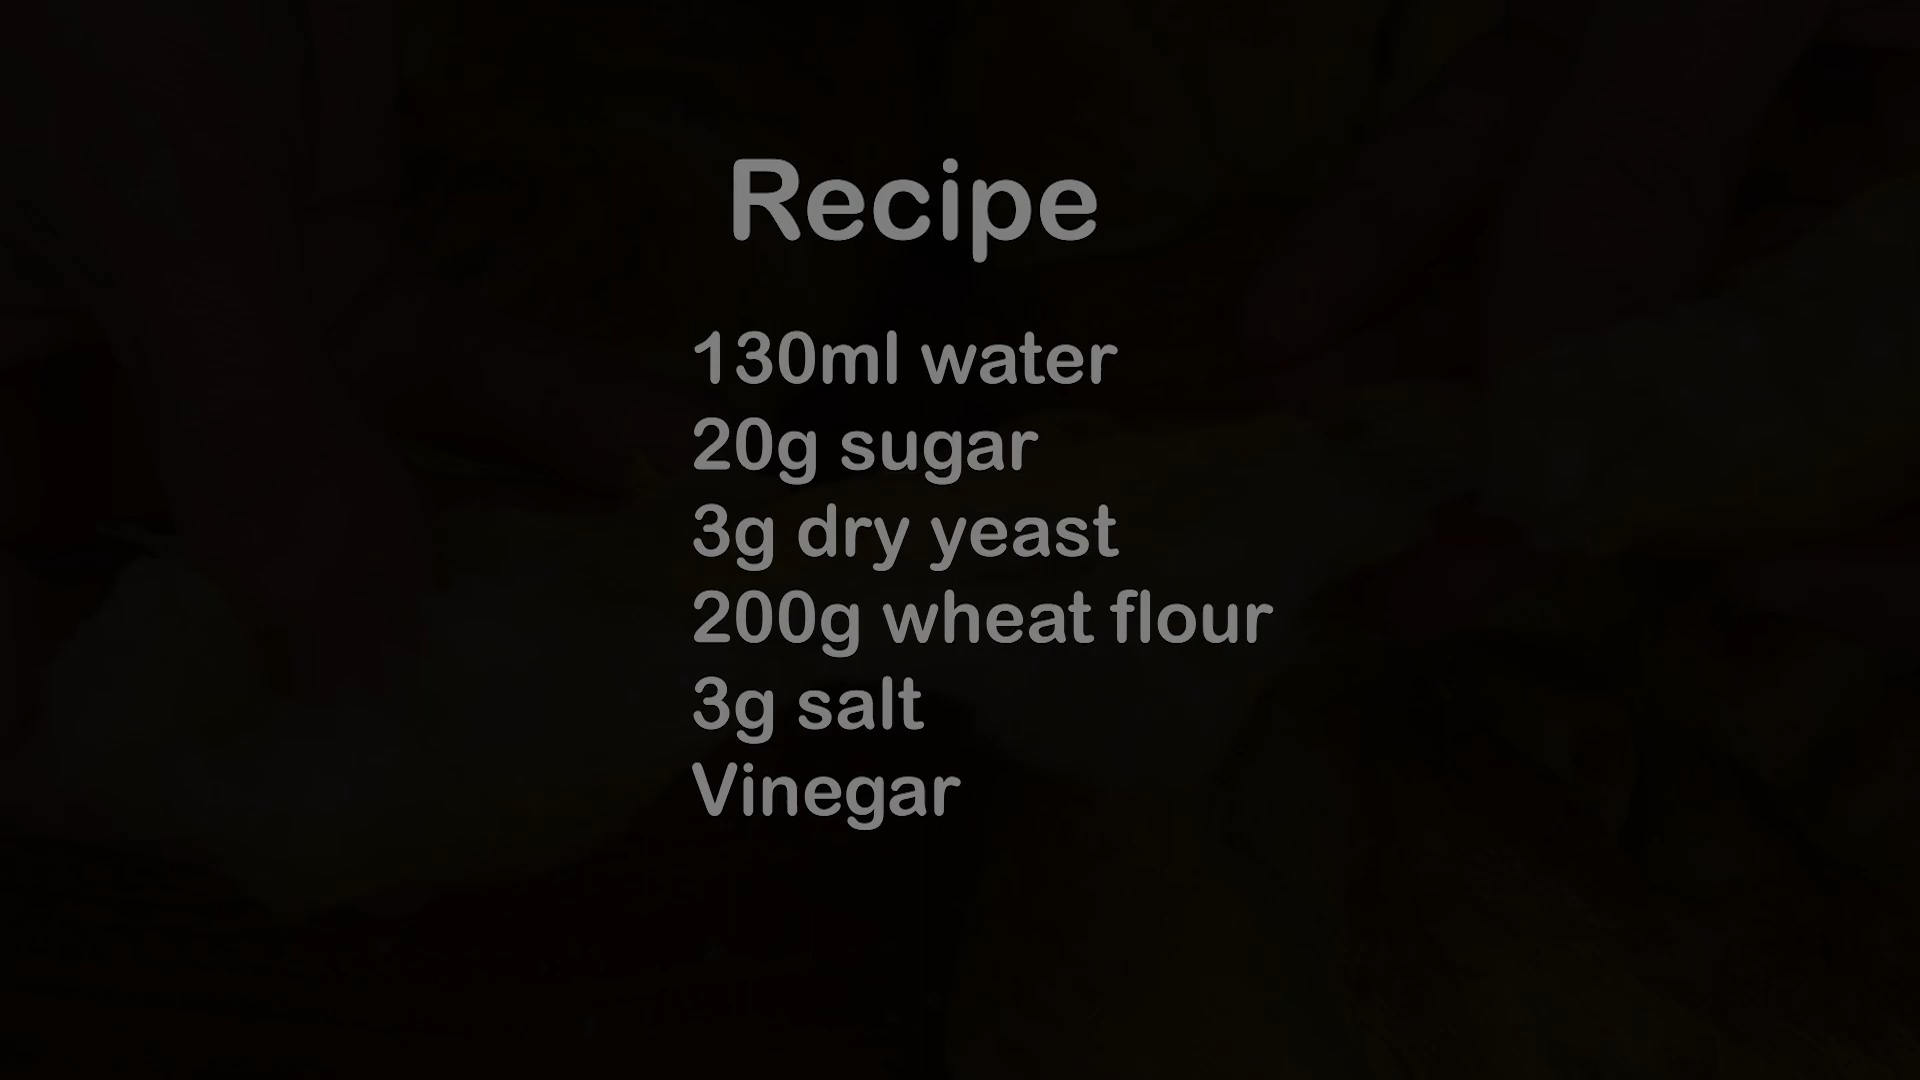 Recipe
130ml water
20g sugar
3g dry yeast
200g wheat flour
3g salt
Vinegar